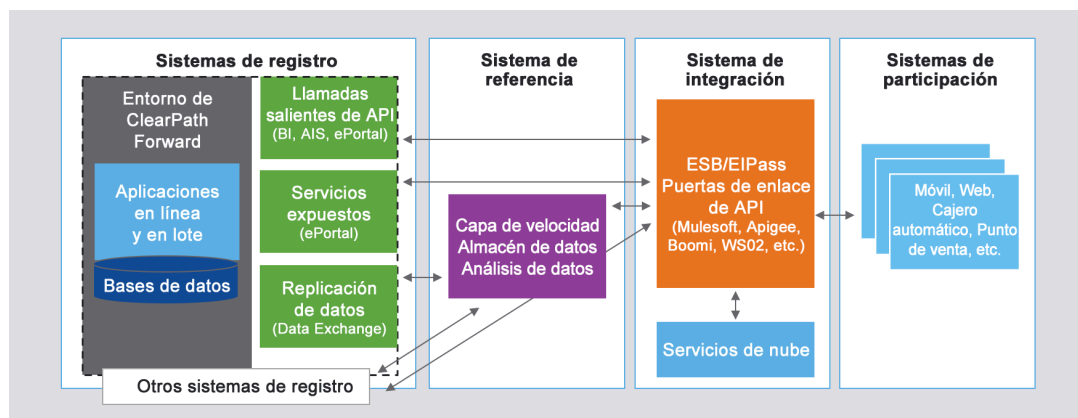 Sistemas de registro
Entorno de
ClearPath
Forward
Aplicaciones
en línea
y en lote
Bases de datos
Llamadas
salientes de API
(BI, AIS, ePortal)
Servicios
expuestos
(ePortal)
Replicación
de datos
(Data Exchange)
Otros sistemas de registro
Sistema de
referencia
Capa de velocidad
Almacén de datos
Análisis de datos
Sistema de
integración
ESB/EIPass
Puertas de enlace
de API
(Mulesoft, Apigee,
Boomi, WS02, etc.)
Servicios de nube
Sistemas de
participación
Móvil, Web,
Cajero
automático, Punto
de venta, etc.